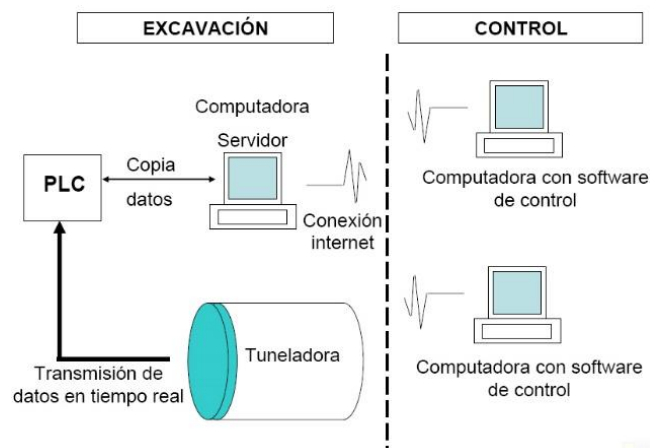 EXCAVACIÓN
CONTROL
Computadora
Servidor
PLC
Copia
datos
Conexión
internet
Tuneladora
Transmisión de
datos en tiempo real
Computadora con software
de control
Computadora con software
de control